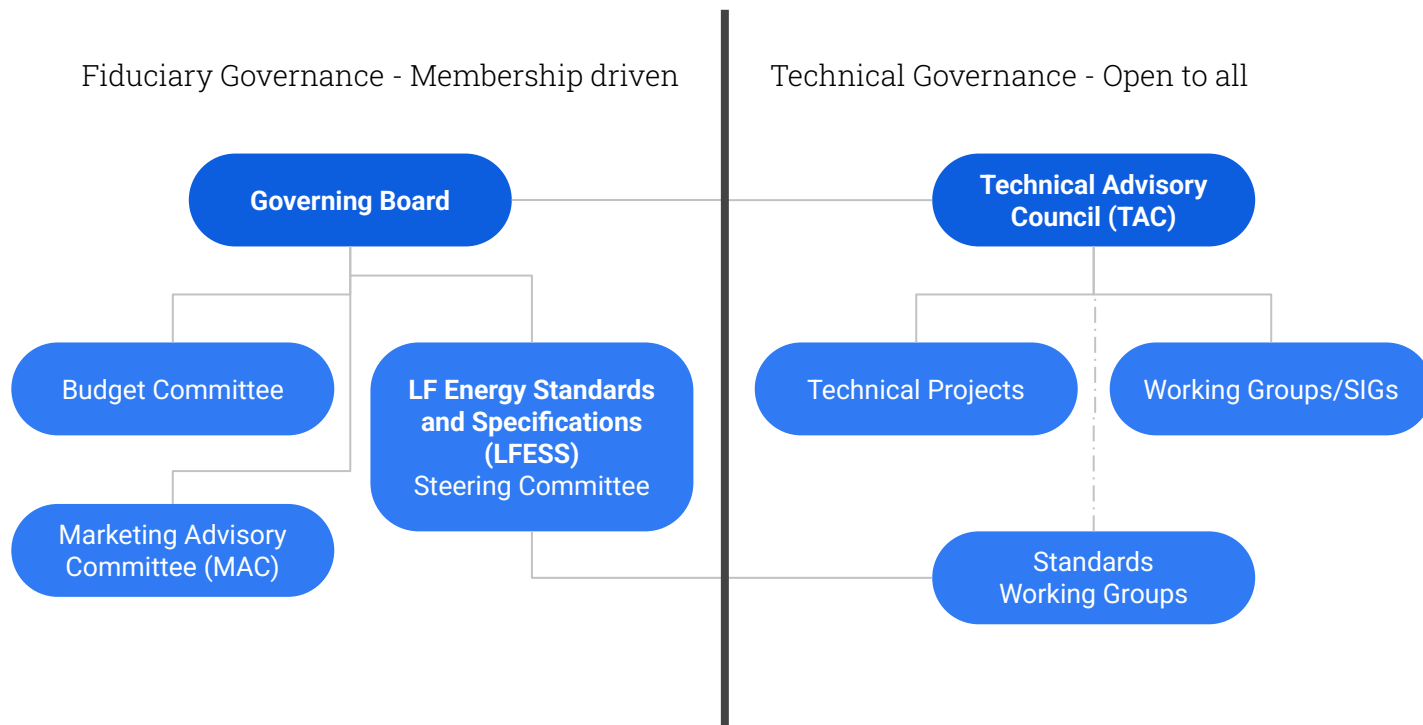 Fiduciary Governance - Membership driven
Technical Governance - Open to all
Governing Board
Technical Advisory
Council (TAC)
Budget Committee
LF Energy Standards
and Specifications
(LFESS)
Steering Committee
Technical Projects
Working Groups/SIGs
Marketing Advisory
Committee (MAC)
Standards
Working Groups